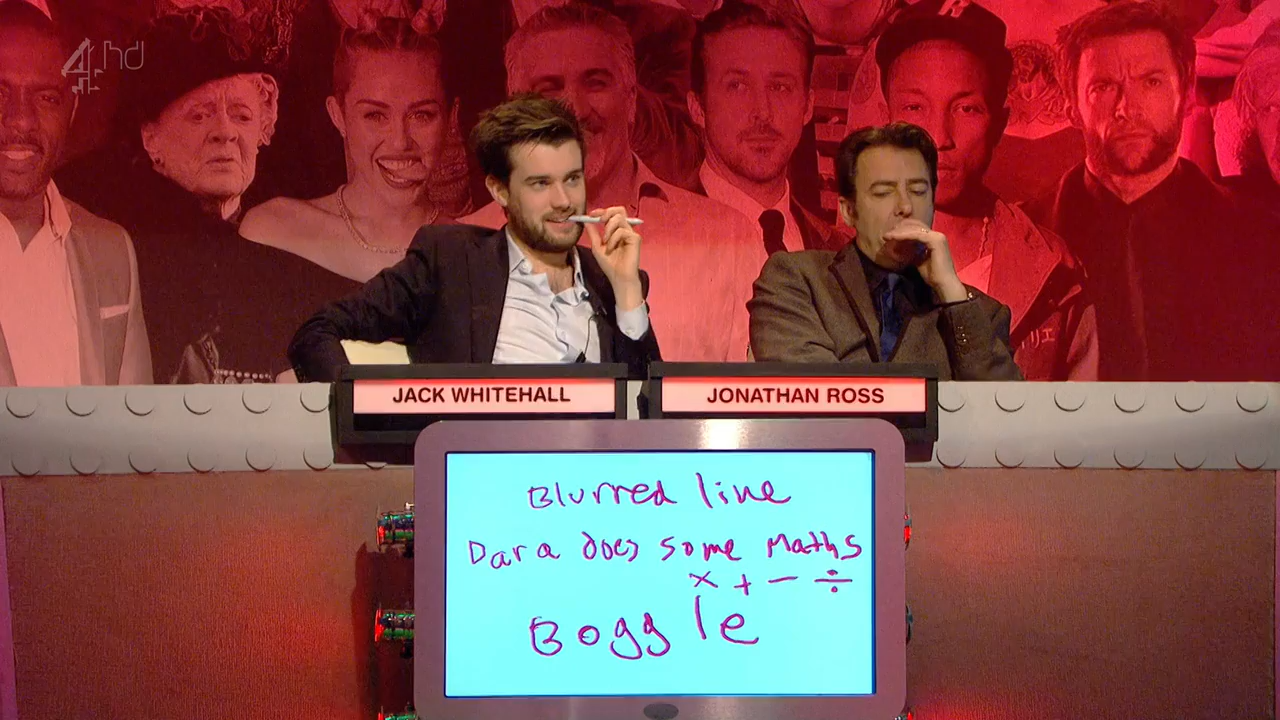 4hd
JACK WHITEHALL
JONATHAN ROSS
Blurred line
Dara does some Maths
× + − ÷
Boggle